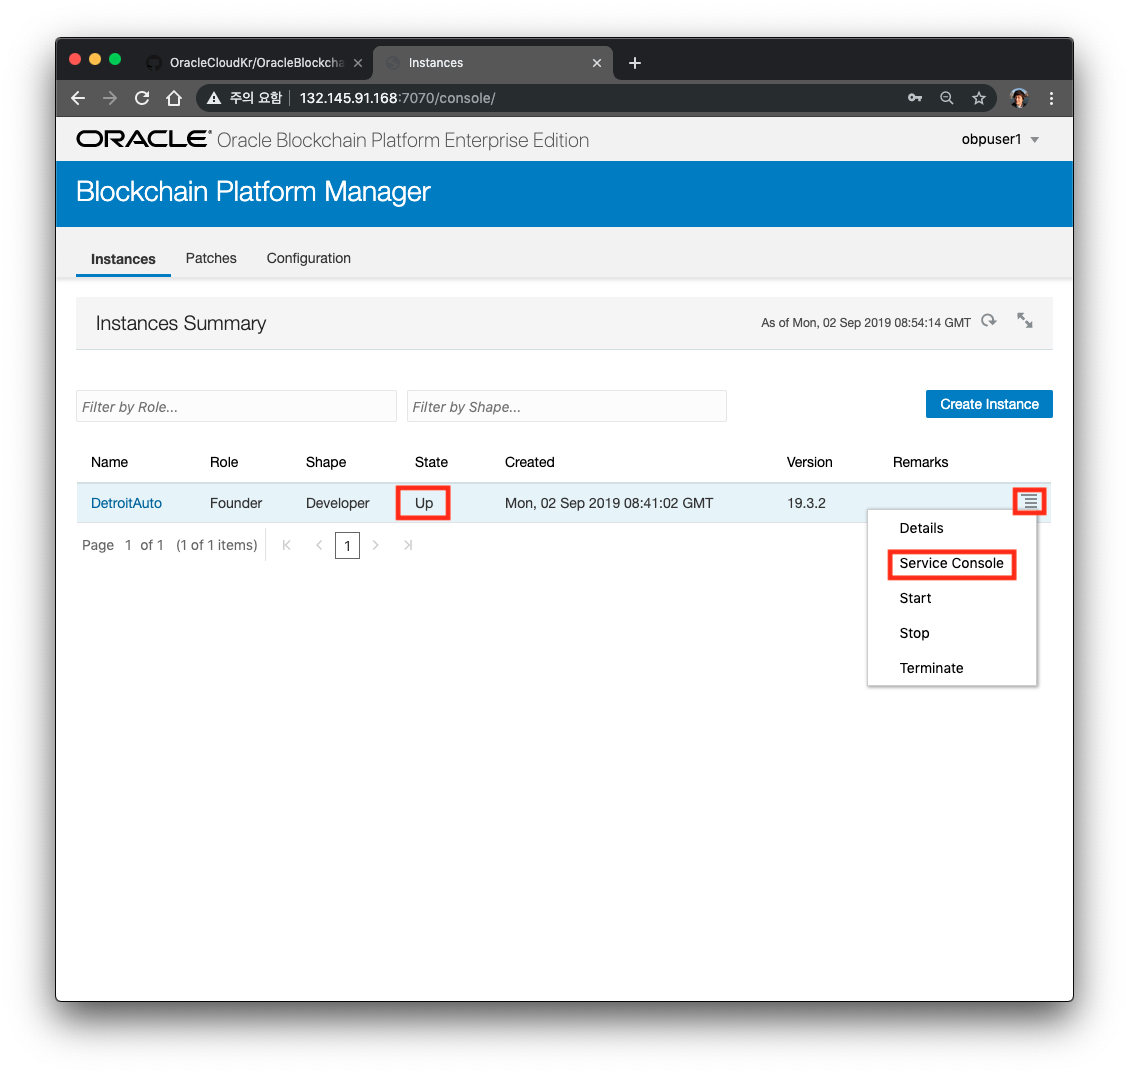 OracleCloudKr/OracleBlockcha
Instances
주의 요함 132.145.91.168:7070/console/
ORACLE® Oracle Blockchain Platform Enterprise Edition
obpuser1
Blockchain Platform Manager
Instances Patches Configuration
Instances Summary
As of Mon, 02 Sep 2019 08:54:14 GMT
Filter by Role... Filter by Shape...
Create Instance
Name Role Shape State Created Version Remarks
DetroitAuto Founder Developer Up Mon, 02 Sep 2019 08:41:02 GMT 19.3.2
Page 1 of 1 (1 of 1 items) 1
Details
Service Console
Start
Stop
Terminate